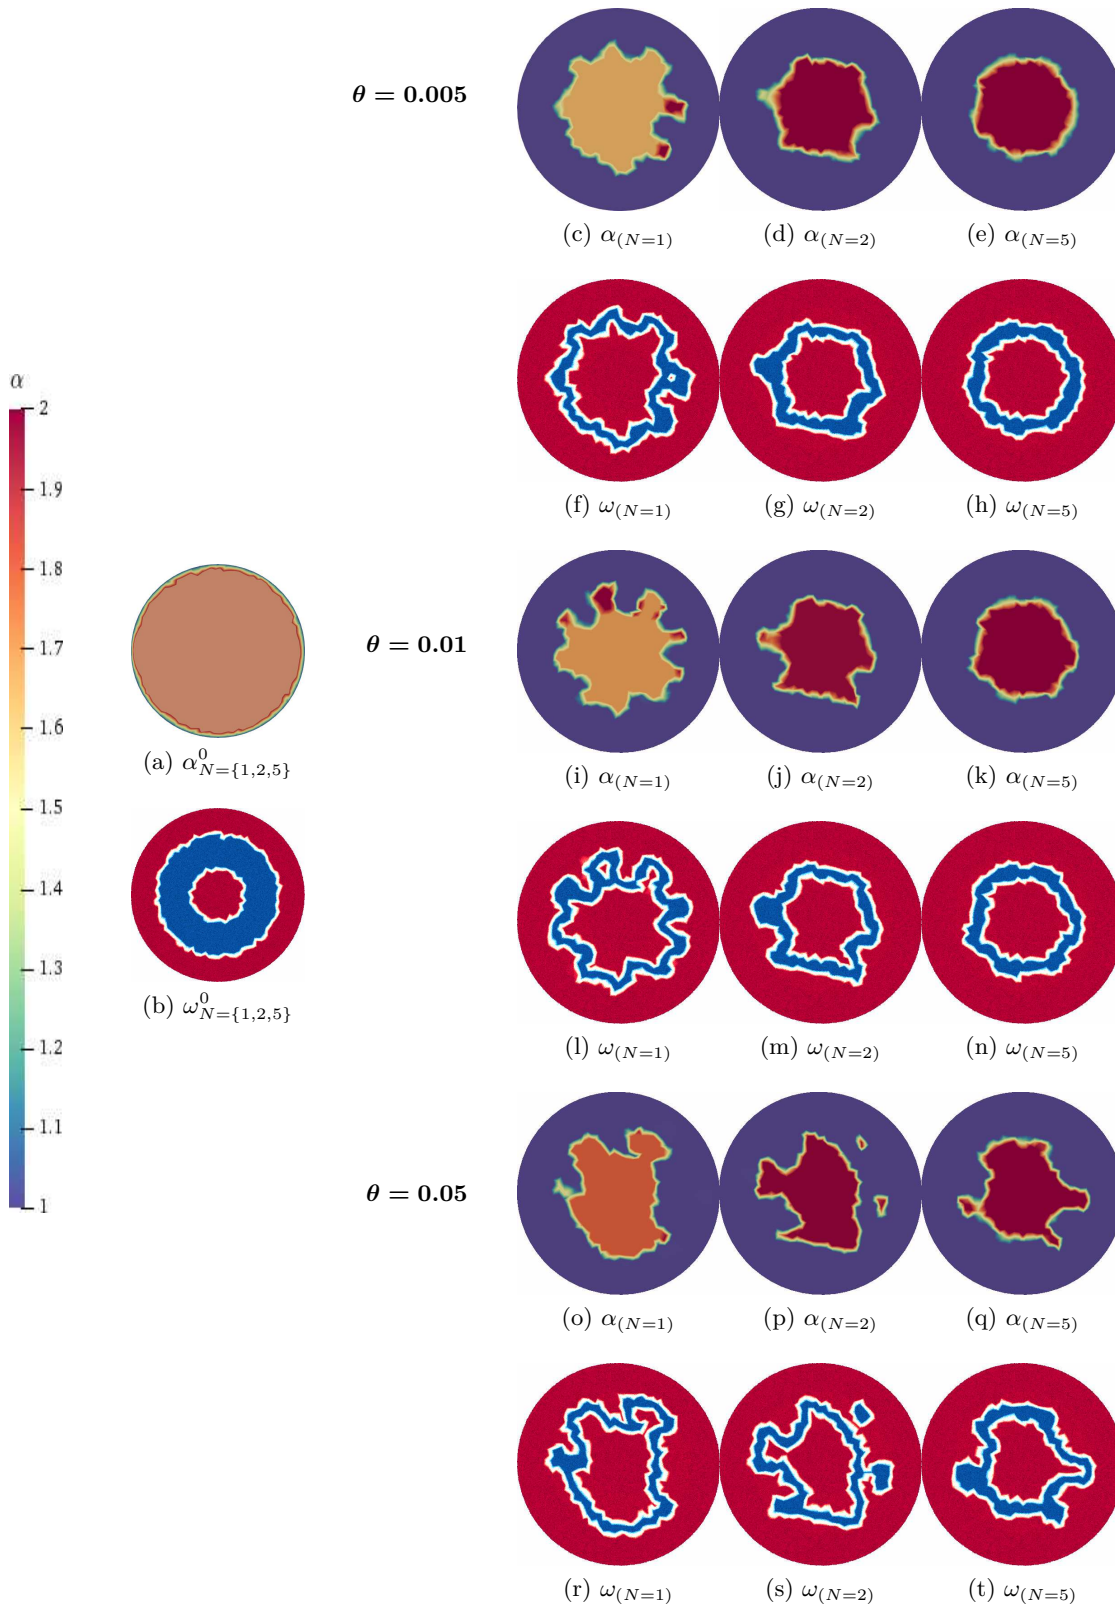 θ = 0.005
(c) α(N=1)
(d) α(N=2)
(e) α(N=5)
(f) ω(N=1)
(g) ω(N=2)
(h) ω(N=5)
α
2
1.9
1.8
1.7
1.6
1.5
1.4
1.3
1.2
1.1
1
(a) α⁰N={1,2,5}
(b) ω⁰N={1,2,5}
θ = 0.01
(i) α(N=1)
(j) α(N=2)
(k) α(N=5)
(l) ω(N=1)
(m) ω(N=2)
(n) ω(N=5)
θ = 0.05
(o) α(N=1)
(p) α(N=2)
(q) α(N=5)
(r) ω(N=1)
(s) ω(N=2)
(t) ω(N=5)